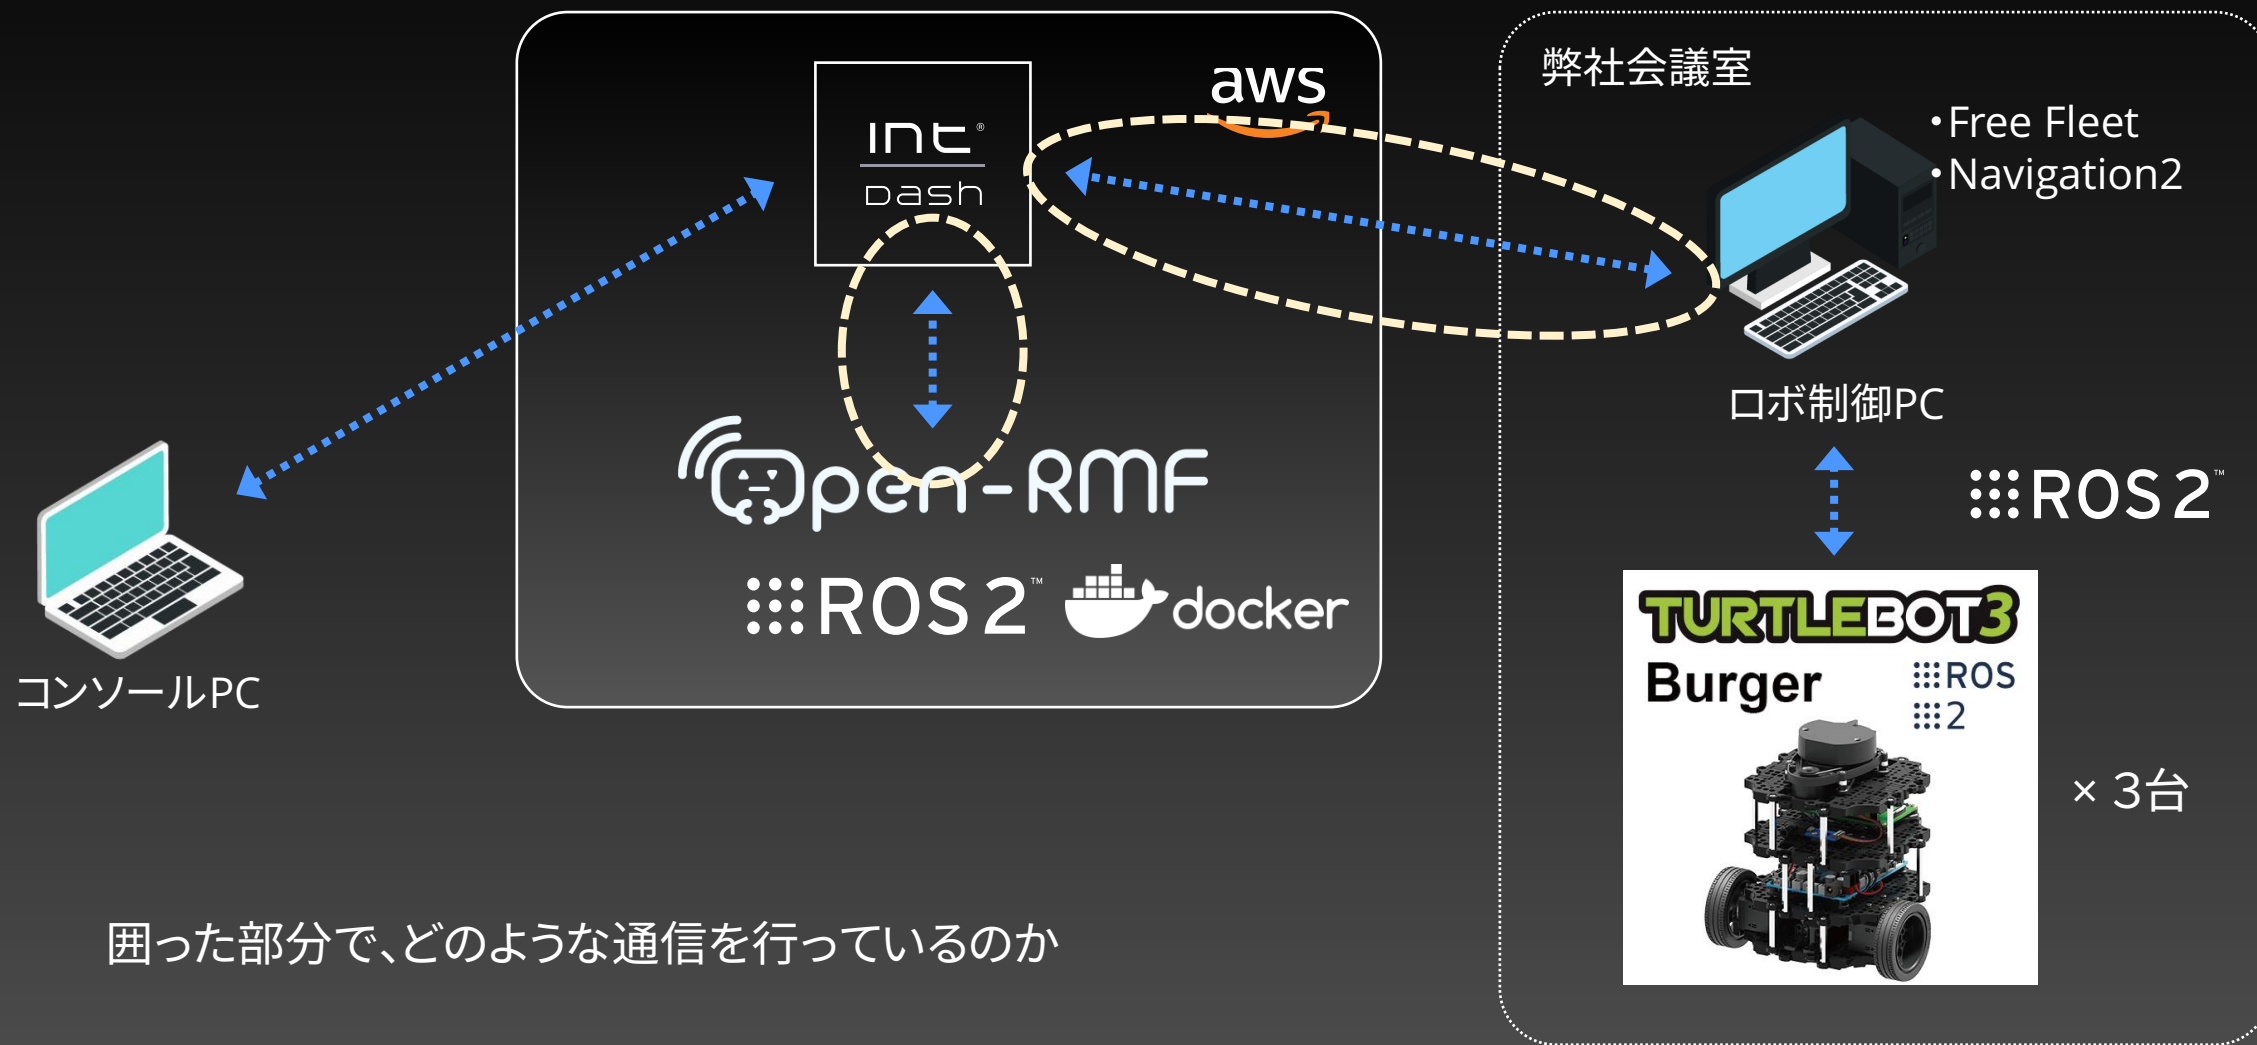 int®
Dash
aws
弊社会議室
・Free Fleet
・Navigation2
ロボ制御PC
Open-RMF
ROS 2™
ROS 2™ docker
コンソールPC
TURTLEBOT3
Burger
ROS
2
× 3台
囲った部分で、どのような通信を行っているのか